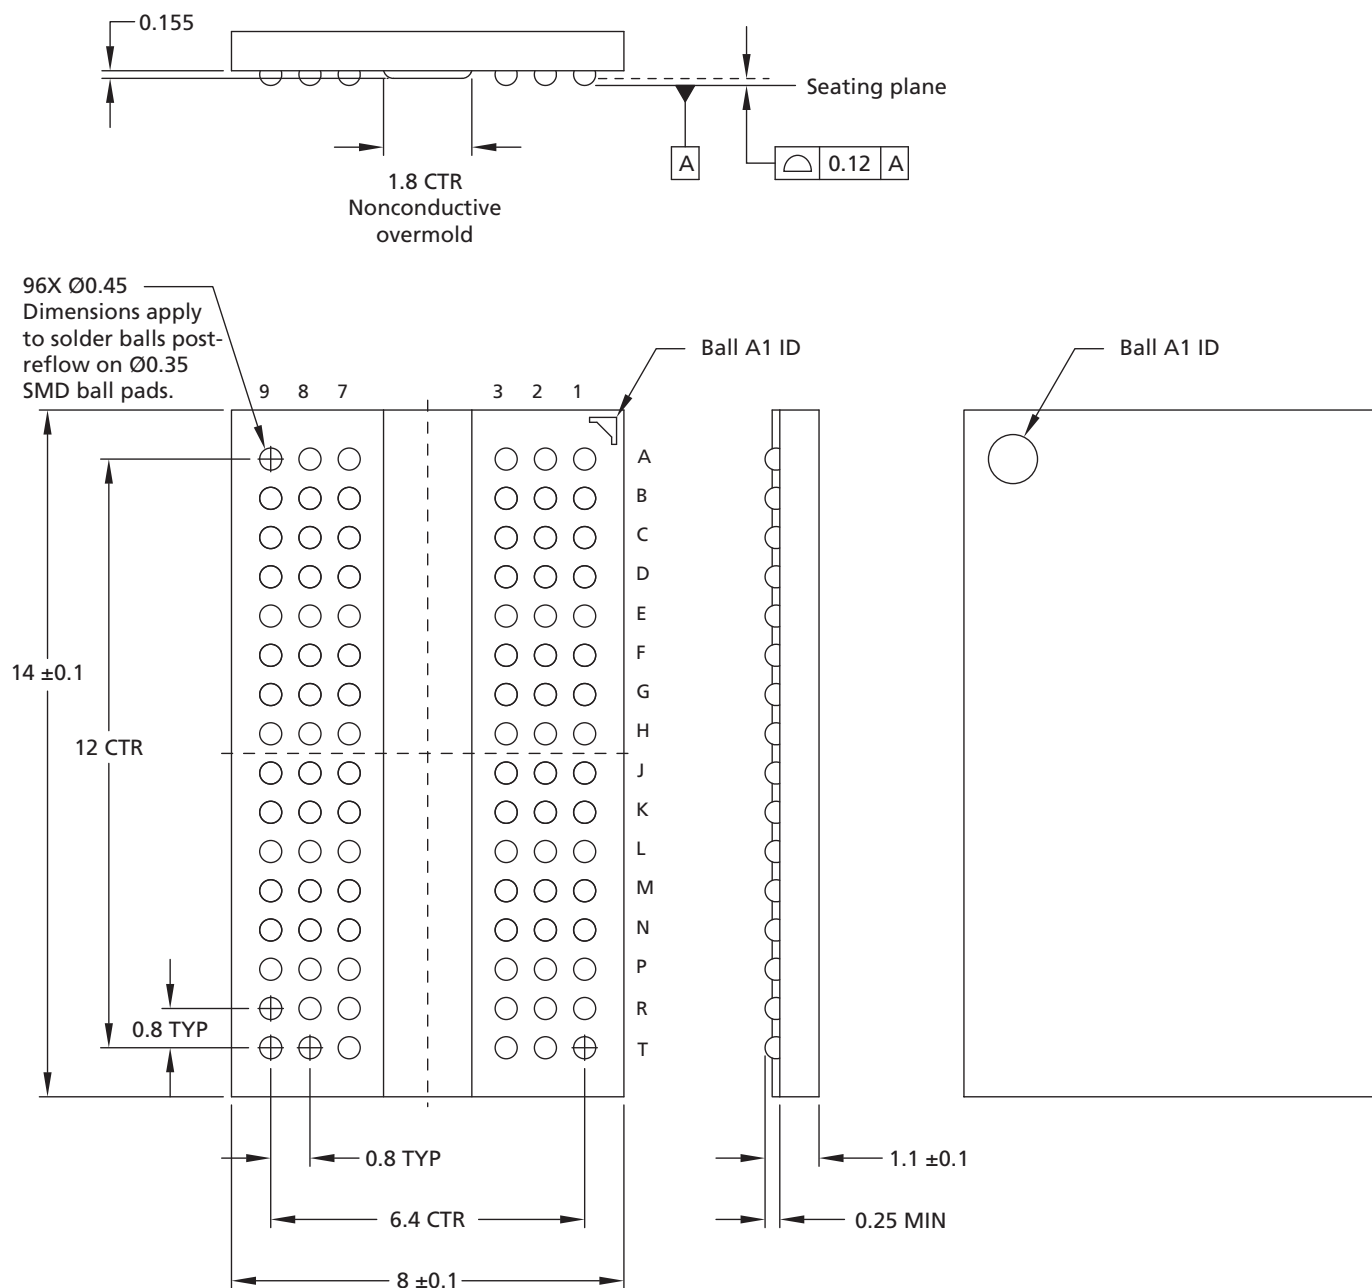 0.155
Seating plane
A
⌓ 0.12 A
1.8 CTR
Nonconductive
overmold
96X Ø0.45
Dimensions apply
to solder balls post-
reflow on Ø0.35
SMD ball pads.
Ball A1 ID
Ball A1 ID
9 8 7 3 2 1
A
B
C
D
E
F
G
H
J
K
L
M
N
P
R
T
14 ±0.1
12 CTR
0.8 TYP
0.8 TYP
1.1 ±0.1
6.4 CTR
0.25 MIN
8 ±0.1